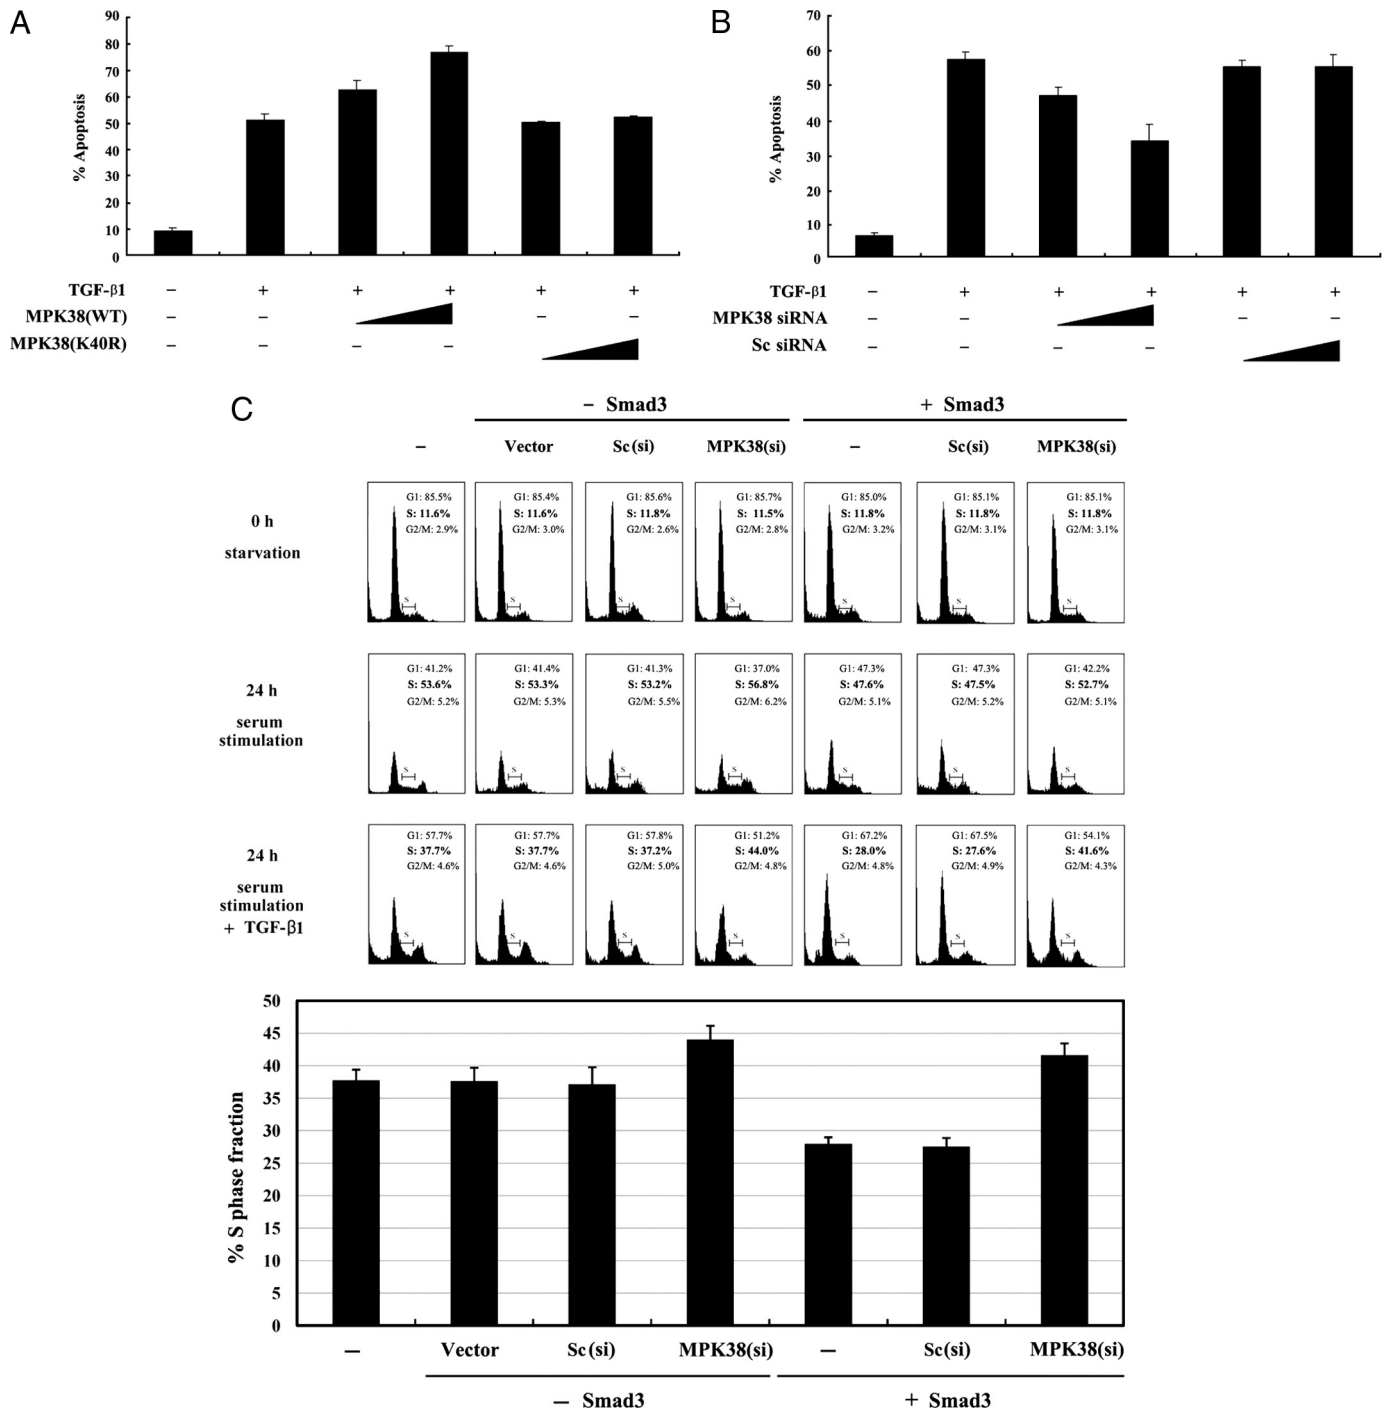 A
90
80
70
60
50
40
30
20
10
0
% Apoptosis
TGF-β1 − + + + + +
MPK38(WT) − − − −
MPK38(K40R) − − − −
B
70
60
50
40
30
20
10
0
% Apoptosis
TGF-β1 − + + + + +
MPK38 siRNA − − − −
Sc siRNA − − − −
C
− Smad3 + Smad3
− Vector Sc(si) MPK38(si) − Sc(si) MPK38(si)
0 h
starvation
G1: 85.5% G1: 85.4% G1: 85.6% G1: 85.7% G1: 85.0% G1: 85.1% G1: 85.1%
S: 11.6% S: 11.6% S: 11.8% S: 11.5% S: 11.8% S: 11.8% S: 11.8%
G2/M: 2.9% G2/M: 3.0% G2/M: 2.6% G2/M: 2.8% G2/M: 3.2% G2/M: 3.1% G2/M: 3.1%
S S S S S S S
24 h
serum
stimulation
G1: 41.2% G1: 41.4% G1: 41.3% G1: 37.0% G1: 47.3% G1: 47.3% G1: 42.2%
S: 53.6% S: 53.3% S: 53.2% S: 56.8% S: 47.6% S: 47.5% S: 52.7%
G2/M: 5.2% G2/M: 5.3% G2/M: 5.5% G2/M: 6.2% G2/M: 5.1% G2/M: 5.2% G2/M: 5.1%
S S S S S S S
24 h
serum
stimulation
+ TGF-β1
G1: 57.7% G1: 57.7% G1: 57.8% G1: 51.2% G1: 67.2% G1: 67.5% G1: 54.1%
S: 37.7% S: 37.7% S: 37.2% S: 44.0% S: 28.0% S: 27.6% S: 41.6%
G2/M: 4.6% G2/M: 4.6% G2/M: 5.0% G2/M: 4.8% G2/M: 4.8% G2/M: 4.9% G2/M: 4.3%
S S S S S S S
50
45
40
35
30
25
20
15
10
5
0
% S phase fraction
− Vector Sc(si) MPK38(si) − Sc(si) MPK38(si)
− Smad3 + Smad3